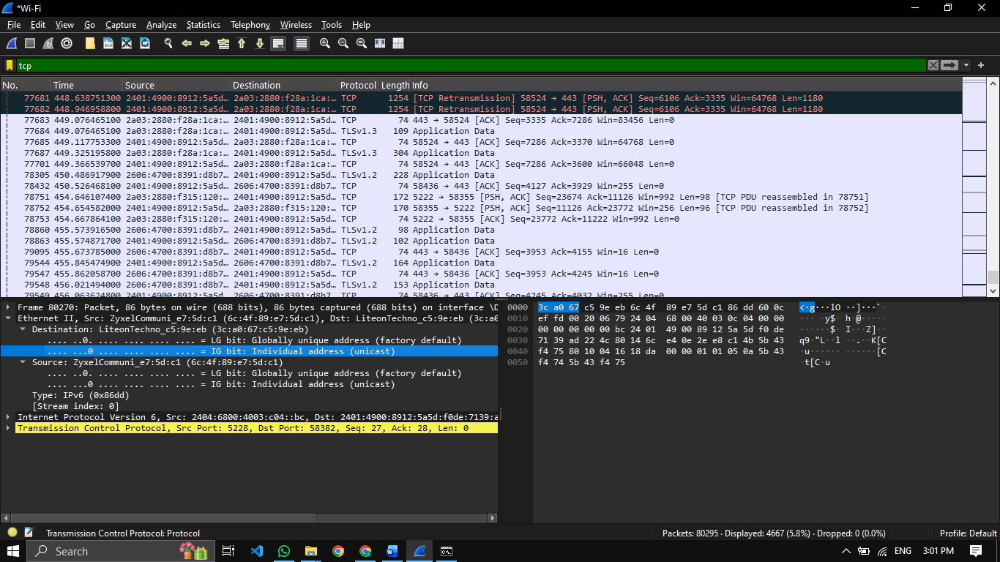 *Wi-Fi
File Edit View Go Capture Analyze Statistics Telephony Wireless Tools Help
tcp
No. Time Source Destination Protocol Length Info
77681 448.638751300 2401:4900:8912:5a5d… 2a03:2880:f28a:1ca:… TCP 1254 [TCP Retransmission] 58524 → 443 [PSH, ACK] Seq=6106 Ack=3335 Win=64768 Len=1180
77682 448.946958800 2401:4900:8912:5a5d… 2a03:2880:f28a:1ca:… TCP 1254 [TCP Retransmission] 58524 → 443 [PSH, ACK] Seq=6106 Ack=3335 Win=64768 Len=1180
77683 449.076465100 2a03:2880:f28a:1ca:… 2401:4900:8912:5a5d… TCP 74 443 → 58524 [ACK] Seq=3335 Ack=7286 Win=83456 Len=0
77684 449.076465100 2a03:2880:f28a:1ca:… 2401:4900:8912:5a5d… TLSv1.3 109 Application Data
77685 449.117753300 2401:4900:8912:5a5d… 2a03:2880:f28a:1ca:… TCP 74 58524 → 443 [ACK] Seq=7286 Ack=3370 Win=64768 Len=0
77687 449.325195800 2a03:2880:f28a:1ca:… 2401:4900:8912:5a5d… TLSv1.3 304 Application Data
77701 449.366539700 2401:4900:8912:5a5d… 2a03:2880:f28a:1ca:… TCP 74 58524 → 443 [ACK] Seq=7286 Ack=3600 Win=66048 Len=0
78305 450.486917900 2606:4700:8391:d8b7… 2401:4900:8912:5a5d… TLSv1.2 228 Application Data
78432 450.526468100 2401:4900:8912:5a5d… 2606:4700:8391:d8b7… TCP 74 58436 → 443 [ACK] Seq=4127 Ack=3929 Win=255 Len=0
78751 454.646107400 2a03:2880:f315:120:… 2401:4900:8912:5a5d… TCP 172 5222 → 58355 [PSH, ACK] Seq=23674 Ack=11126 Win=992 Len=98 [TCP PDU reassembled in 78751]
78752 454.654582000 2401:4900:8912:5a5d… 2a03:2880:f315:120:… TCP 170 58355 → 5222 [PSH, ACK] Seq=11126 Ack=23772 Win=256 Len=96 [TCP PDU reassembled in 78752]
78753 454.667864100 2a03:2880:f315:120:… 2401:4900:8912:5a5d… TCP 74 5222 → 58355 [ACK] Seq=23772 Ack=11222 Win=992 Len=0
78860 455.573916500 2401:4900:8912:5a5d… 2606:4700:8391:d8b7… TLSv1.2 98 Application Data
78863 455.574871700 2401:4900:8912:5a5d… 2606:4700:8391:d8b7… TLSv1.2 102 Application Data
79095 455.673785000 2606:4700:8391:d8b7… 2401:4900:8912:5a5d… TCP 74 443 → 58436 [ACK] Seq=3953 Ack=4155 Win=16 Len=0
79544 455.845474900 2401:4900:8912:5a5d… 2606:4700:8391:d8b7… TLSv1.2 164 Application Data
79547 455.862058700 2606:4700:8391:d8b7… 2401:4900:8912:5a5d… TCP 74 443 → 58436 [ACK] Seq=3953 Ack=4245 Win=16 Len=0
79548 456.021494000 2606:4700:8391:d8b7… 2401:4900:8912:5a5d… TLSv1.2 153 Application Data
79549 456.063624800 2401:4900:8912:5a5d… 2606:4700:8391:d8b7… TCP 74 58436 → 443 [ACK] Seq=4245 Ack=4032 Win=255 Len=0
Frame 80270: Packet, 86 bytes on wire (688 bits), 86 bytes captured (688 bits) on interface \D
Ethernet II, Src: ZyxelCommuni_e7:5d:c1 (6c:4f:89:e7:5d:c1), Dst: LiteonTechno_c5:9e:eb (3c:a0
Destination: LiteonTechno_c5:9e:eb (3c:a0:67:c5:9e:eb)
.... ..0. .... .... .... .... = LG bit: Globally unique address (factory default)
.... ...0 .... .... .... .... = IG bit: Individual address (unicast)
Source: ZyxelCommuni_e7:5d:c1 (6c:4f:89:e7:5d:c1)
.... ..0. .... .... .... .... = LG bit: Globally unique address (factory default)
.... ...0 .... .... .... .... = IG bit: Individual address (unicast)
Type: IPv6 (0x86dd)
[Stream index: 0]
Internet Protocol Version 6, Src: 2404:6800:4003:c04::bc, Dst: 2401:4900:8912:5a5d:f0de:7139:a
Transmission Control Protocol, Src Port: 5228, Dst Port: 58382, Seq: 27, Ack: 28, Len: 0
0000 3c a0 67 c5 9e eb 6c 4f 89 e7 5d c1 86 dd 60 0c <·g···lO ··]···`·
0010 ef fd 00 20 06 79 24 04 68 00 40 03 0c 04 00 00 ··· ·y$· h·@·····
0020 00 00 00 00 00 bc 24 01 49 00 89 12 5a 5d f0 de ······$· I···Z]··
0030 71 39 ad 22 4c 80 14 6c e4 0e 2e e8 c1 4b 5b 43 q9·"L··l ··.··K[C
0040 f4 75 80 10 04 16 18 da 00 00 01 01 05 0a 5b 43 ·u······ ······[C
0050 f4 74 5b 43 f4 75 ·t[C·u
Transmission Control Protocol: Protocol
Packets: 80295 · Displayed: 4667 (5.8%) · Dropped: 0 (0.0%)
Profile: Default
Search
ENG
3:01 PM